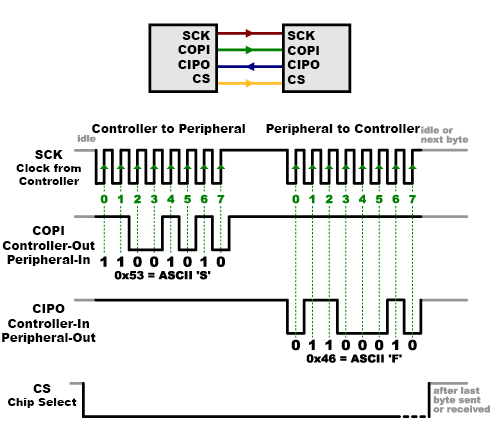 SCK SCK
COPI COPI
CIPO CIPO
CS CS
Controller to Peripheral Peripheral to Controller
idle idle or
next byte
SCK
Clock from
Controller
0 1 2 3 4 5 6 7 0 1 2 3 4 5 6 7
COPI
Controller-Out
Peripheral-In
1 1 0 0 1 0 1 0
0x53 = ASCII 'S'
CIPO
Controller-In
Peripheral-Out
0 1 1 0 0 0 1 0
0x46 = ASCII 'F'
CS
Chip Select
after last
byte sent
or received